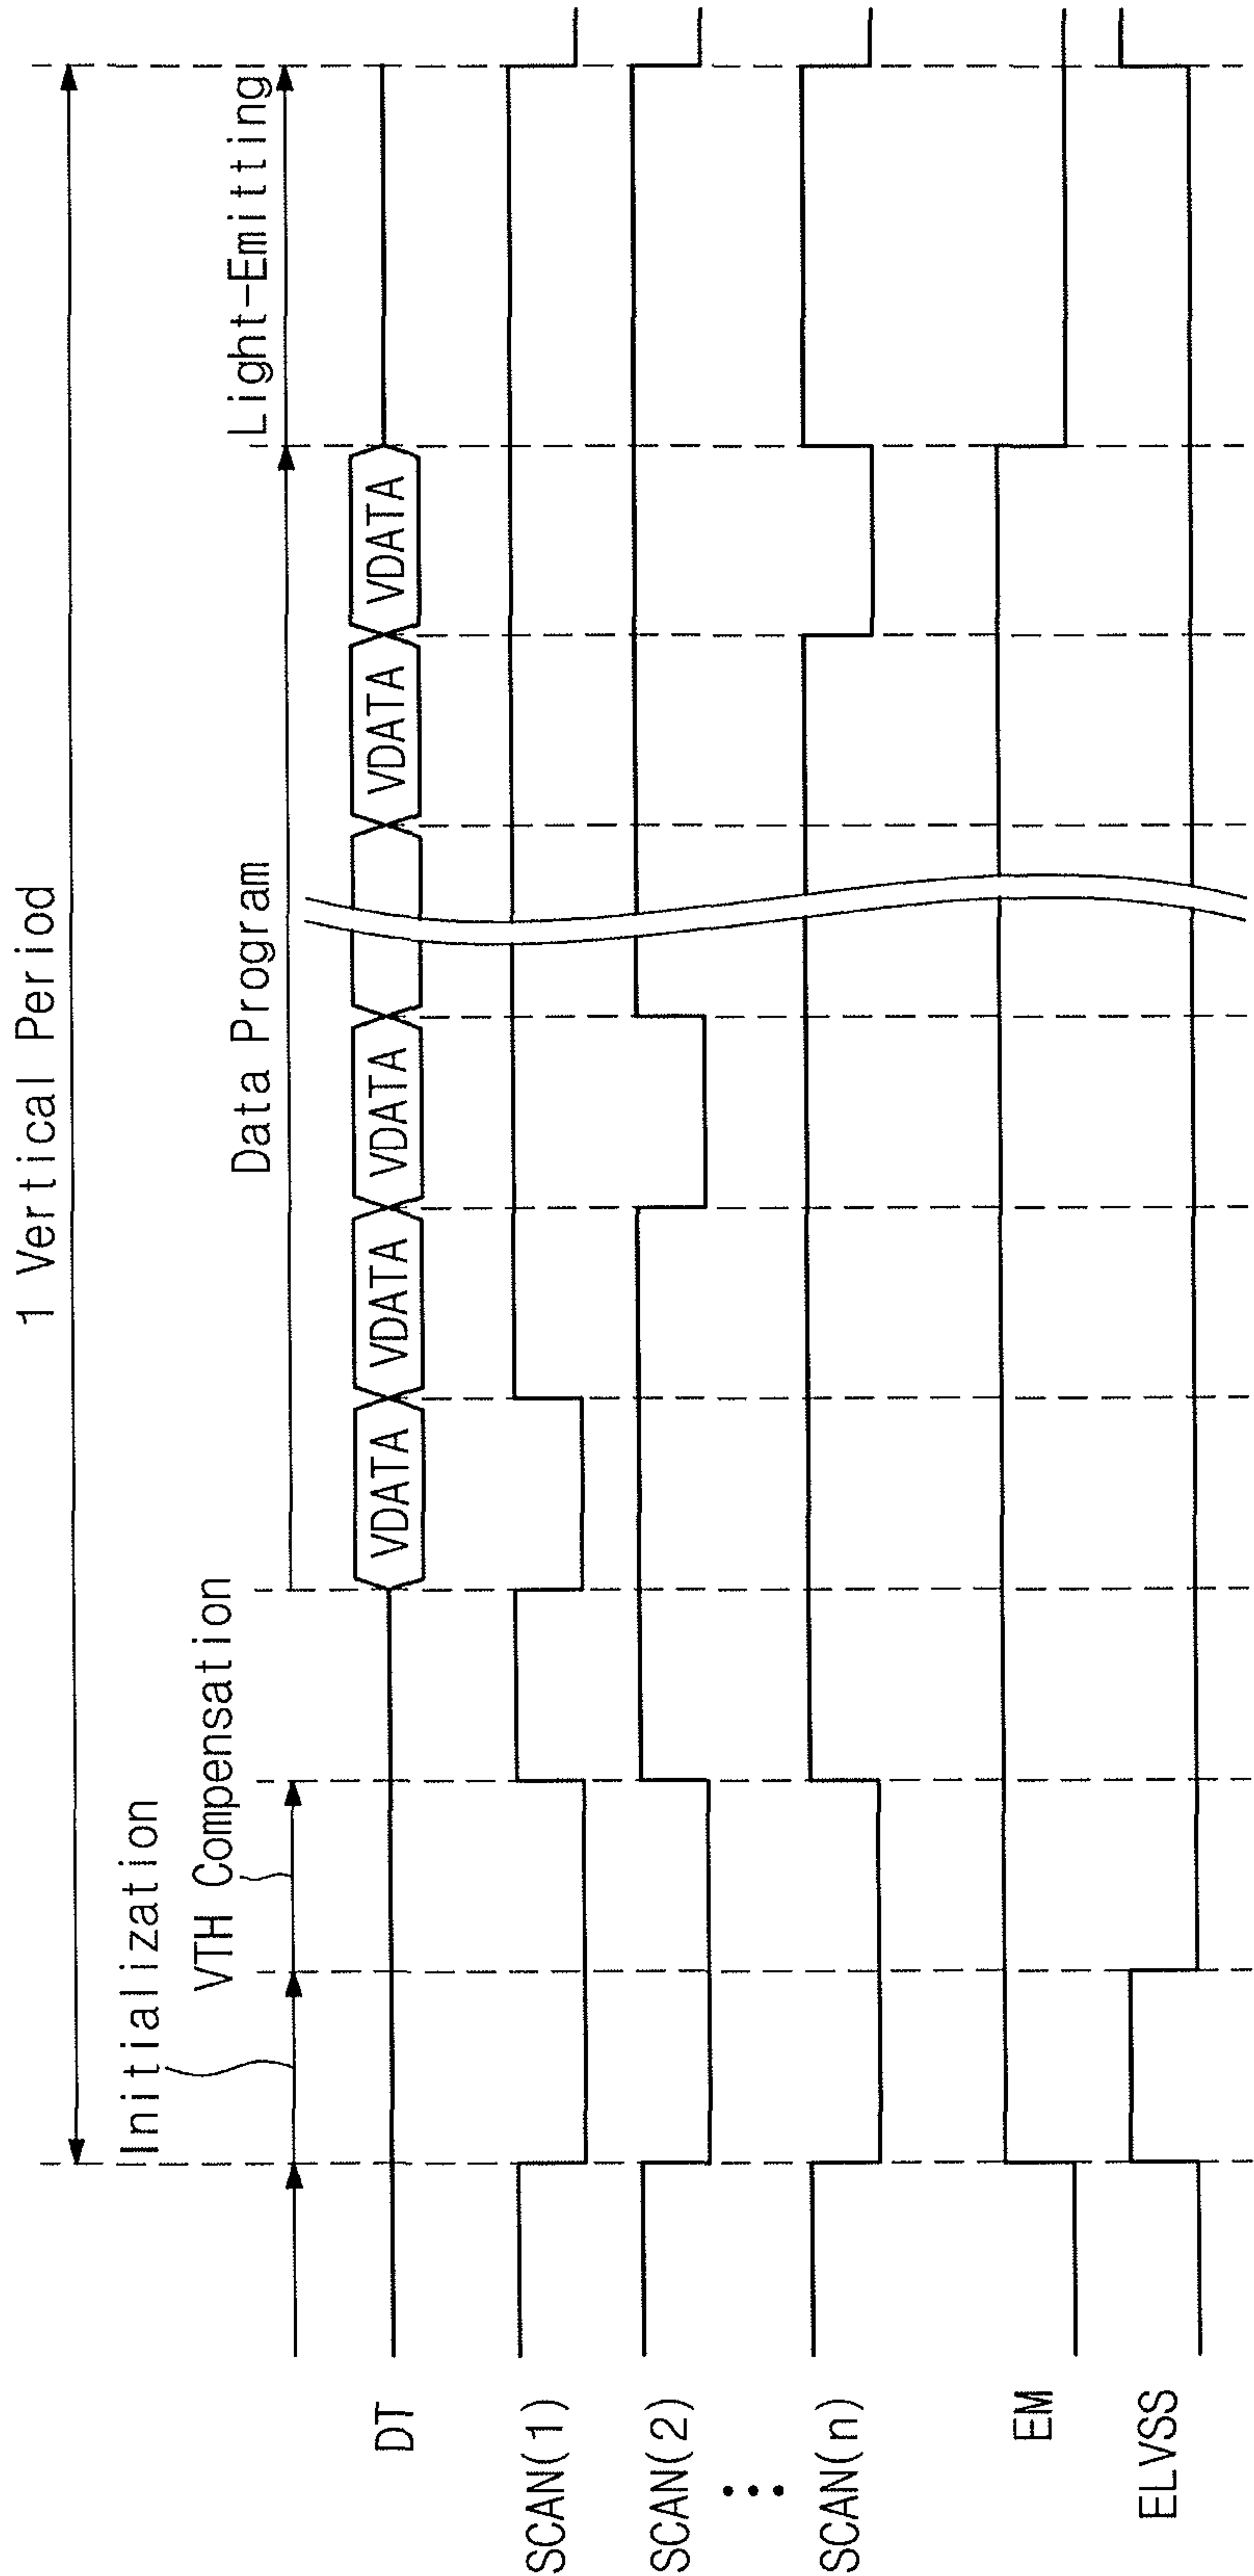 1 Vertical Period
Initialization
VTH Compensation
Data Program
Light-Emitting
DT
VDATA
VDATA
VDATA
VDATA
VDATA
SCAN(1)
SCAN(2)
⋮
SCAN(n)
EM
ELVSS